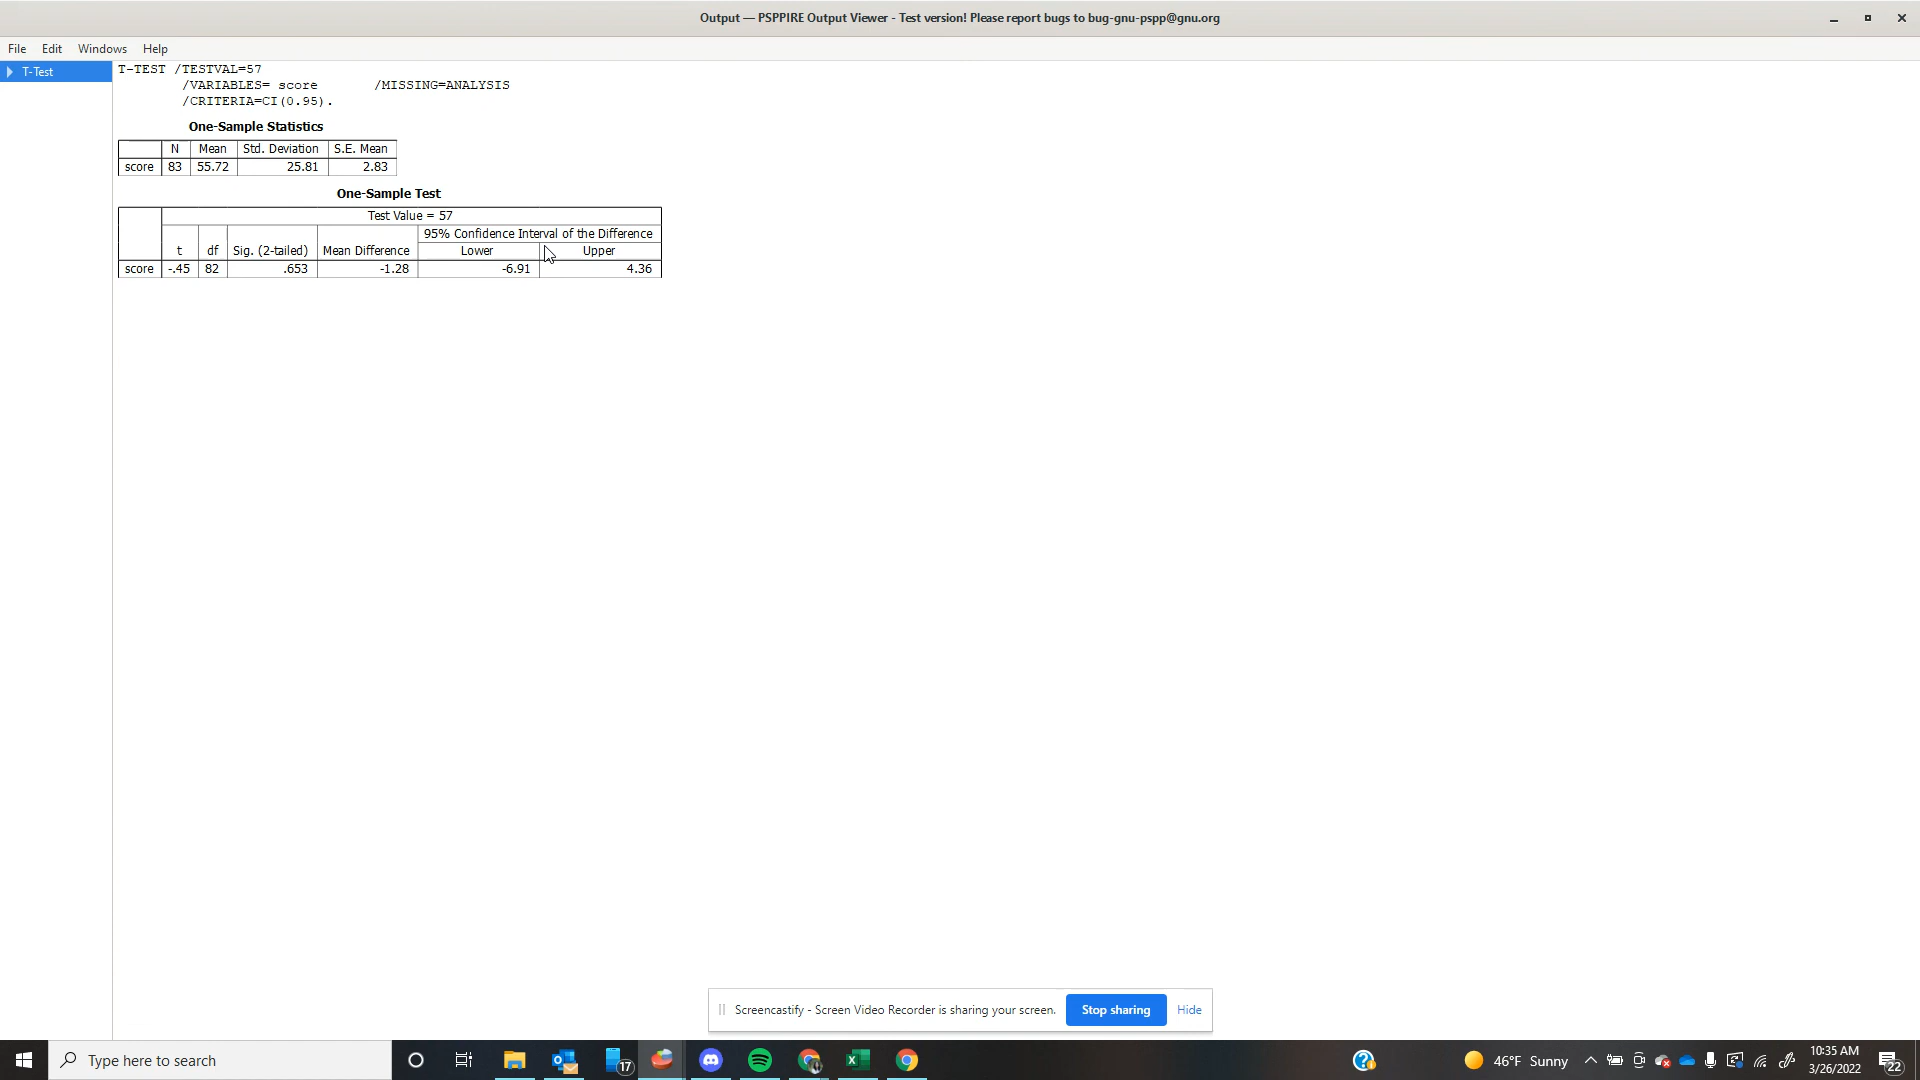 Output — PSPPIRE Output Viewer - Test version! Please report bugs to bug-gnu-pspp@gnu.org
File Edit Windows Help
T-Test
T-TEST /TESTVAL=57
/VARIABLES= score /MISSING=ANALYSIS
/CRITERIA=CI(0.95).
One-Sample Statistics
N Mean Std. Deviation S.E. Mean
score 83 55.72 25.81 2.83
One-Sample Test
Test Value = 57
95% Confidence Interval of the Difference
t df Sig. (2-tailed) Mean Difference Lower Upper
score -.45 82 .653 -1.28 -6.91 4.36
Screencastify - Screen Video Recorder is sharing your screen. Stop sharing Hide
Type here to search 17 46°F Sunny 10:35 AM
3/26/2022 22